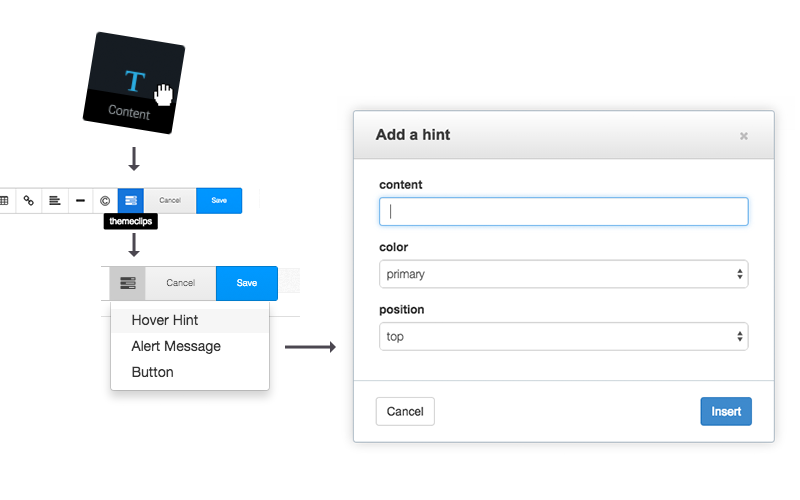 T
Content
©
Cancel
Save
themeclips
Cancel
Save
Hover Hint
Alert Message
Button
Add a hint
×
content
color
primary
position
top
Cancel
Insert